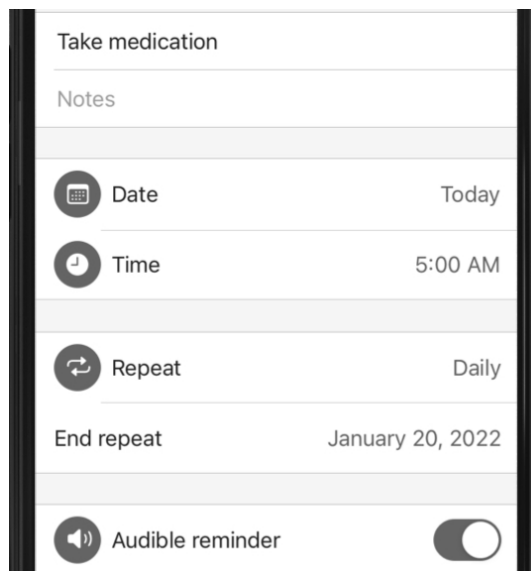 Take medication
Notes
Date Today
Time 5:00 AM
Repeat Daily
End repeat January 20, 2022
Audible reminder